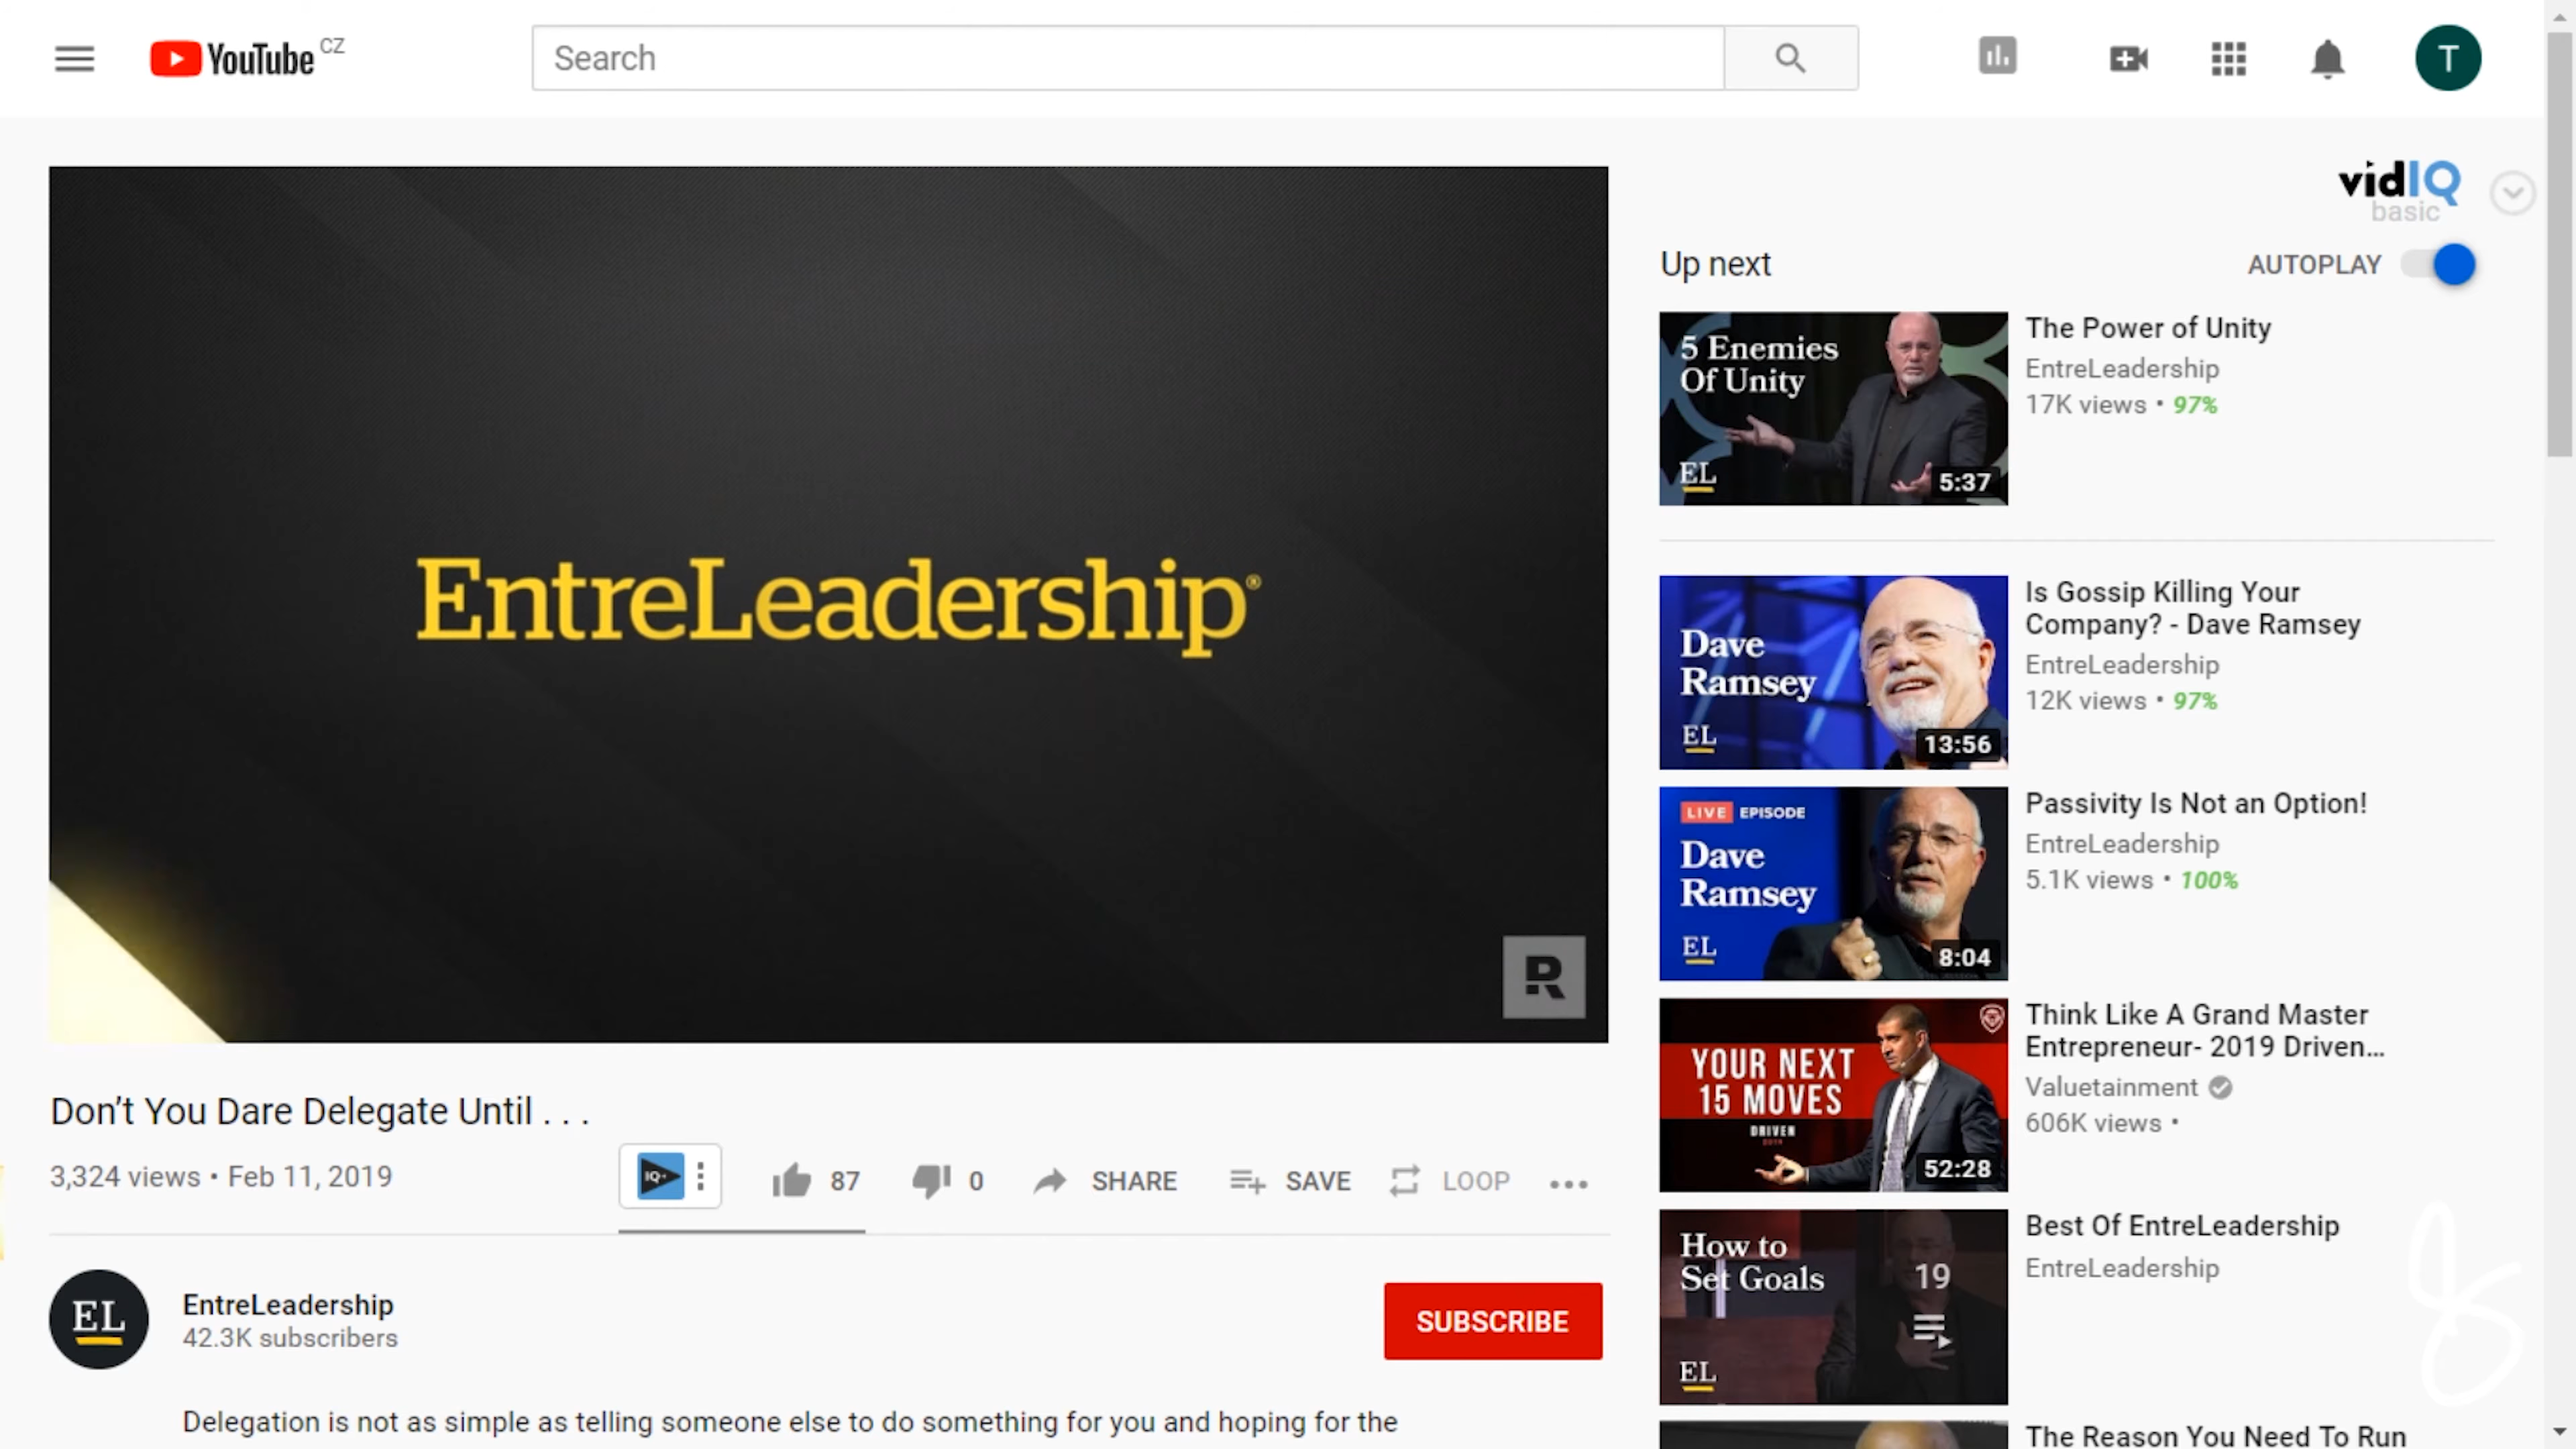 YouTube CZ
Search
T
vidIQ
basic
Up next
AUTOPLAY
EntreLeadership®
R
5 Enemies
Of Unity
EL
5:37
The Power of Unity
EntreLeadership
17K views • 97%
Dave
Ramsey
EL
13:56
Is Gossip Killing Your
Company? - Dave Ramsey
EntreLeadership
12K views • 97%
LIVE EPISODE
Dave
Ramsey
EL
8:04
Passivity Is Not an Option!
EntreLeadership
5.1K views • 100%
YOUR NEXT
15 MOVES
DRIVEN
2019
52:28
Think Like A Grand Master
Entrepreneur- 2019 Driven...
Valuetainment
606K views •
How to
Set Goals
19
EL
Best Of EntreLeadership
EntreLeadership
The Reason You Need To Run
Don't You Dare Delegate Until . . .
3,324 views • Feb 11, 2019
IQ+
87
0
SHARE
SAVE
LOOP
EL
EntreLeadership
42.3K subscribers
SUBSCRIBE
Delegation is not as simple as telling someone else to do something for you and hoping for the